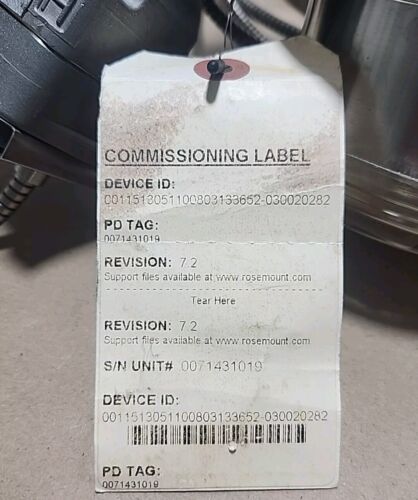 COMMISSIONING LABEL
DEVICE ID:
0011513051100803133652-030020282
PD TAG:
0071431019
REVISION: 7.2
Support files available at www.rosemount.com
Tear Here
REVISION: 7.2
Support files available at www.rosemount.com
S/N UNIT# 0071431019
DEVICE ID:
0011513051100803133652-030020282
PD TAG:
0071431019